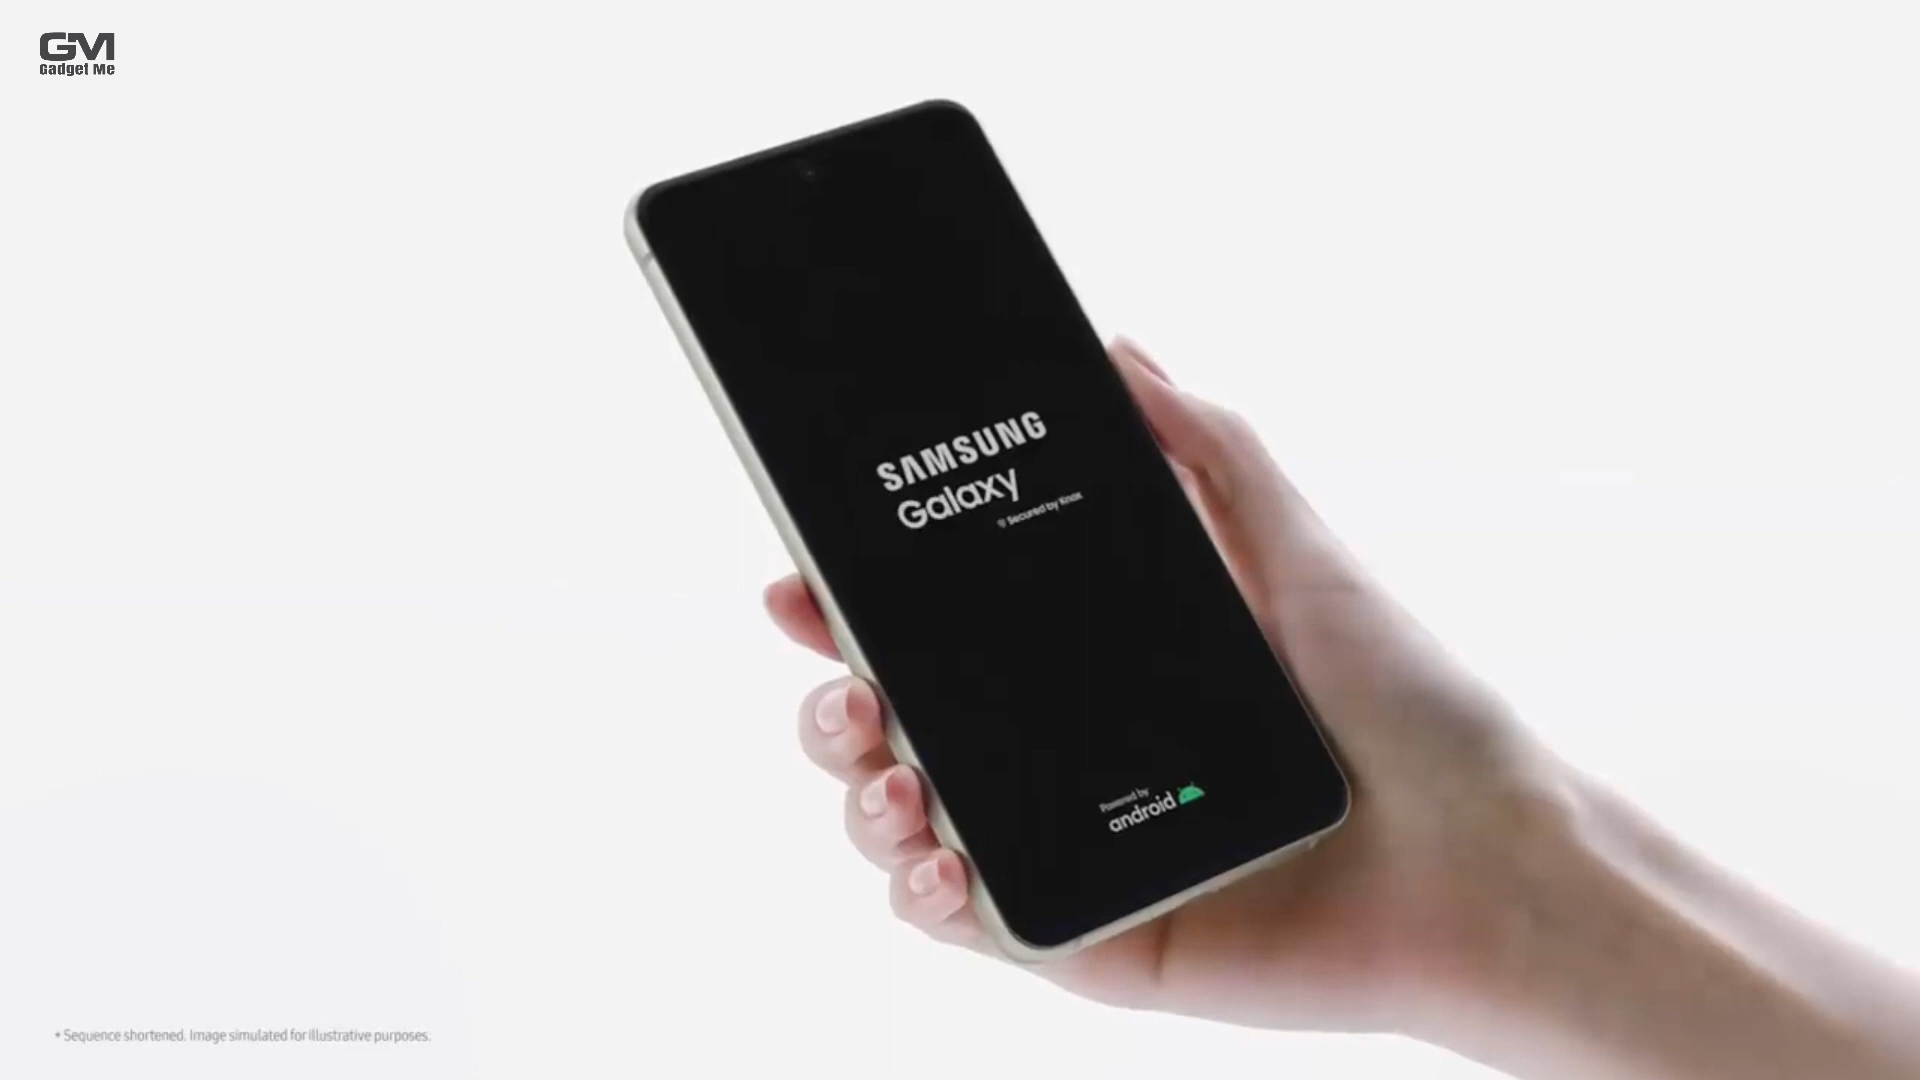 GM
Gadget Me
SAMSUNG
Galaxy
Secured by Knox
Powered by
android
* Sequence shortened. Image simulated for illustrative purposes.